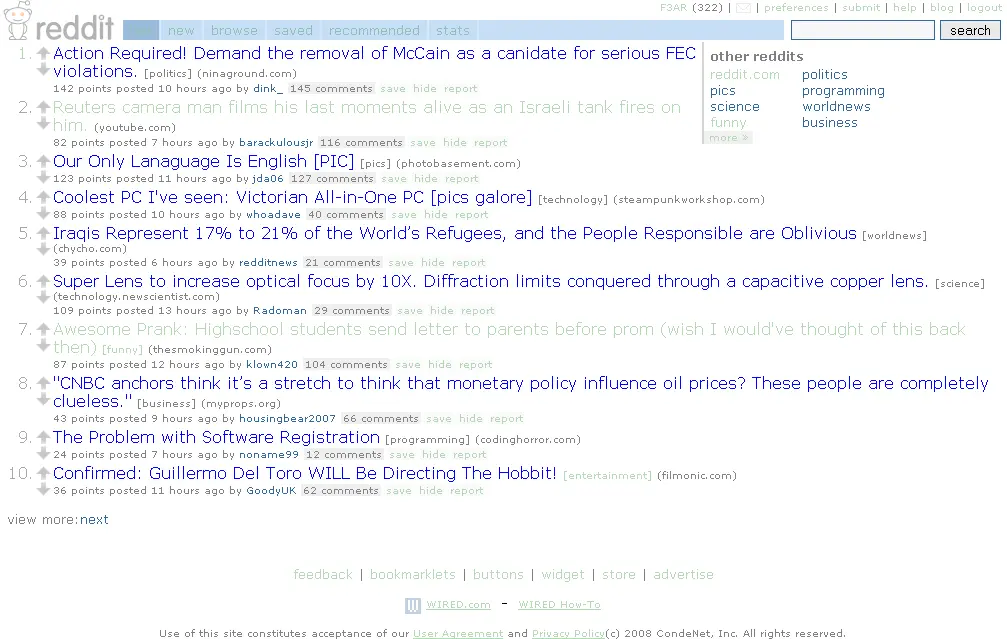 F3AR (322) | | preferences | submit | help | blog | logout
reddit new browse saved recommended stats search
other reddits
reddit.com politics
pics programming
science worldnews
funny business
more »
1. Action Required! Demand the removal of McCain as a canidate for serious FEC
violations. [politics] (ninaground.com)
142 points posted 10 hours ago by dink_ 145 comments save hide report
2. Reuters camera man films his last moments alive as an Israeli tank fires on
him. (youtube.com)
82 points posted 7 hours ago by barackulousjr 116 comments save hide report
3. Our Only Lanaguage Is English [PIC] [pics] (photobasement.com)
123 points posted 11 hours ago by jda06 127 comments save hide report
4. Coolest PC I've seen: Victorian All-in-One PC [pics galore] [technology] (steampunkworkshop.com)
88 points posted 10 hours ago by whoadave 40 comments save hide report
5. Iraqis Represent 17% to 21% of the World’s Refugees, and the People Responsible are Oblivious [worldnews]
(chycho.com)
39 points posted 6 hours ago by redditnews 21 comments save hide report
6. Super Lens to increase optical focus by 10X. Diffraction limits conquered through a capacitive copper lens. [science]
(technology.newscientist.com)
109 points posted 13 hours ago by Radoman 29 comments save hide report
7. Awesome Prank: Highschool students send letter to parents before prom (wish I would've thought of this back
then) [funny] (thesmokinggun.com)
87 points posted 12 hours ago by klown420 104 comments save hide report
8. "CNBC anchors think it’s a stretch to think that monetary policy influence oil prices? These people are completely
clueless." [business] (myprops.org)
43 points posted 9 hours ago by housingbear2007 66 comments save hide report
9. The Problem with Software Registration [programming] (codinghorror.com)
24 points posted 7 hours ago by noname99 12 comments save hide report
10. Confirmed: Guillermo Del Toro WILL Be Directing The Hobbit! [entertainment] (filmonic.com)
36 points posted 11 hours ago by GoodyUK 62 comments save hide report
view more: next
feedback | bookmarklets | buttons | widget | store | advertise
W WIRED.com - WIRED How-To
Use of this site constitutes acceptance of our User Agreement and Privacy Policy(c) 2008 CondeNet, Inc. All rights reserved.